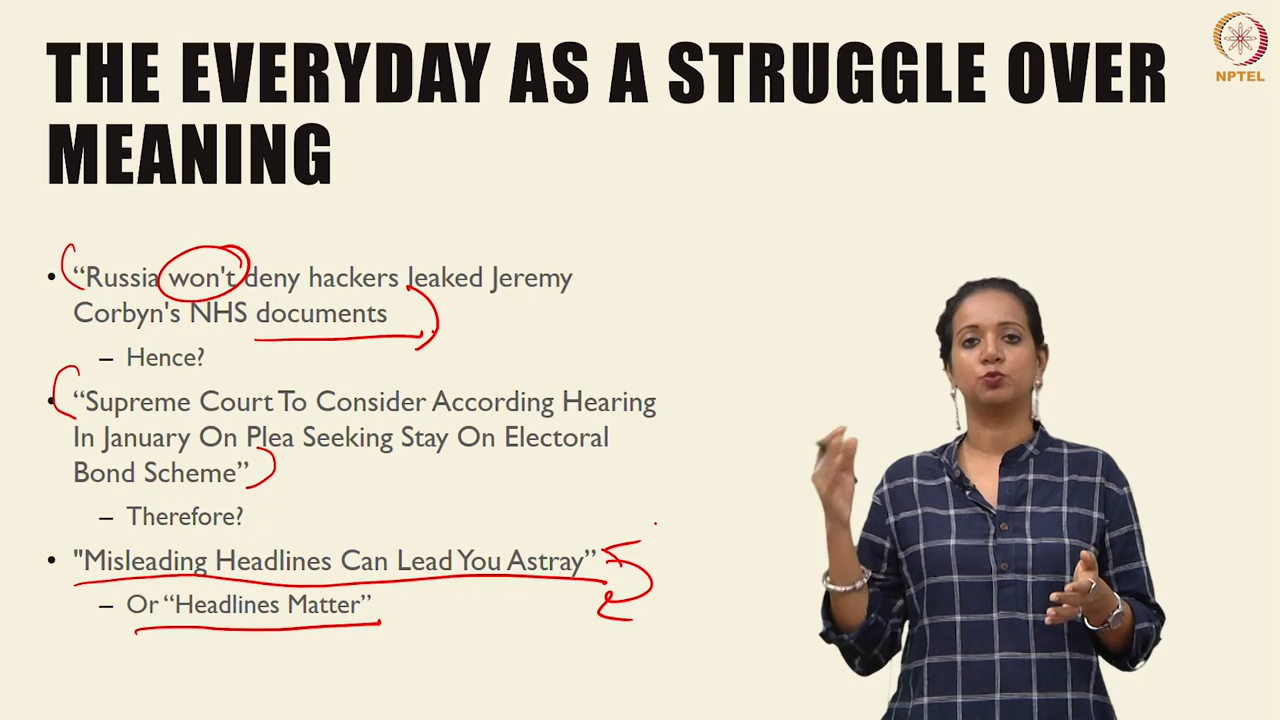 THE EVERYDAY AS A STRUGGLE OVER
MEANING
NPTEL
• “Russia won't deny hackers leaked Jeremy
Corbyn's NHS documents
– Hence?
• “Supreme Court To Consider According Hearing
In January On Plea Seeking Stay On Electoral
Bond Scheme”
– Therefore?
• "Misleading Headlines Can Lead You Astray”
– Or “Headlines Matter”